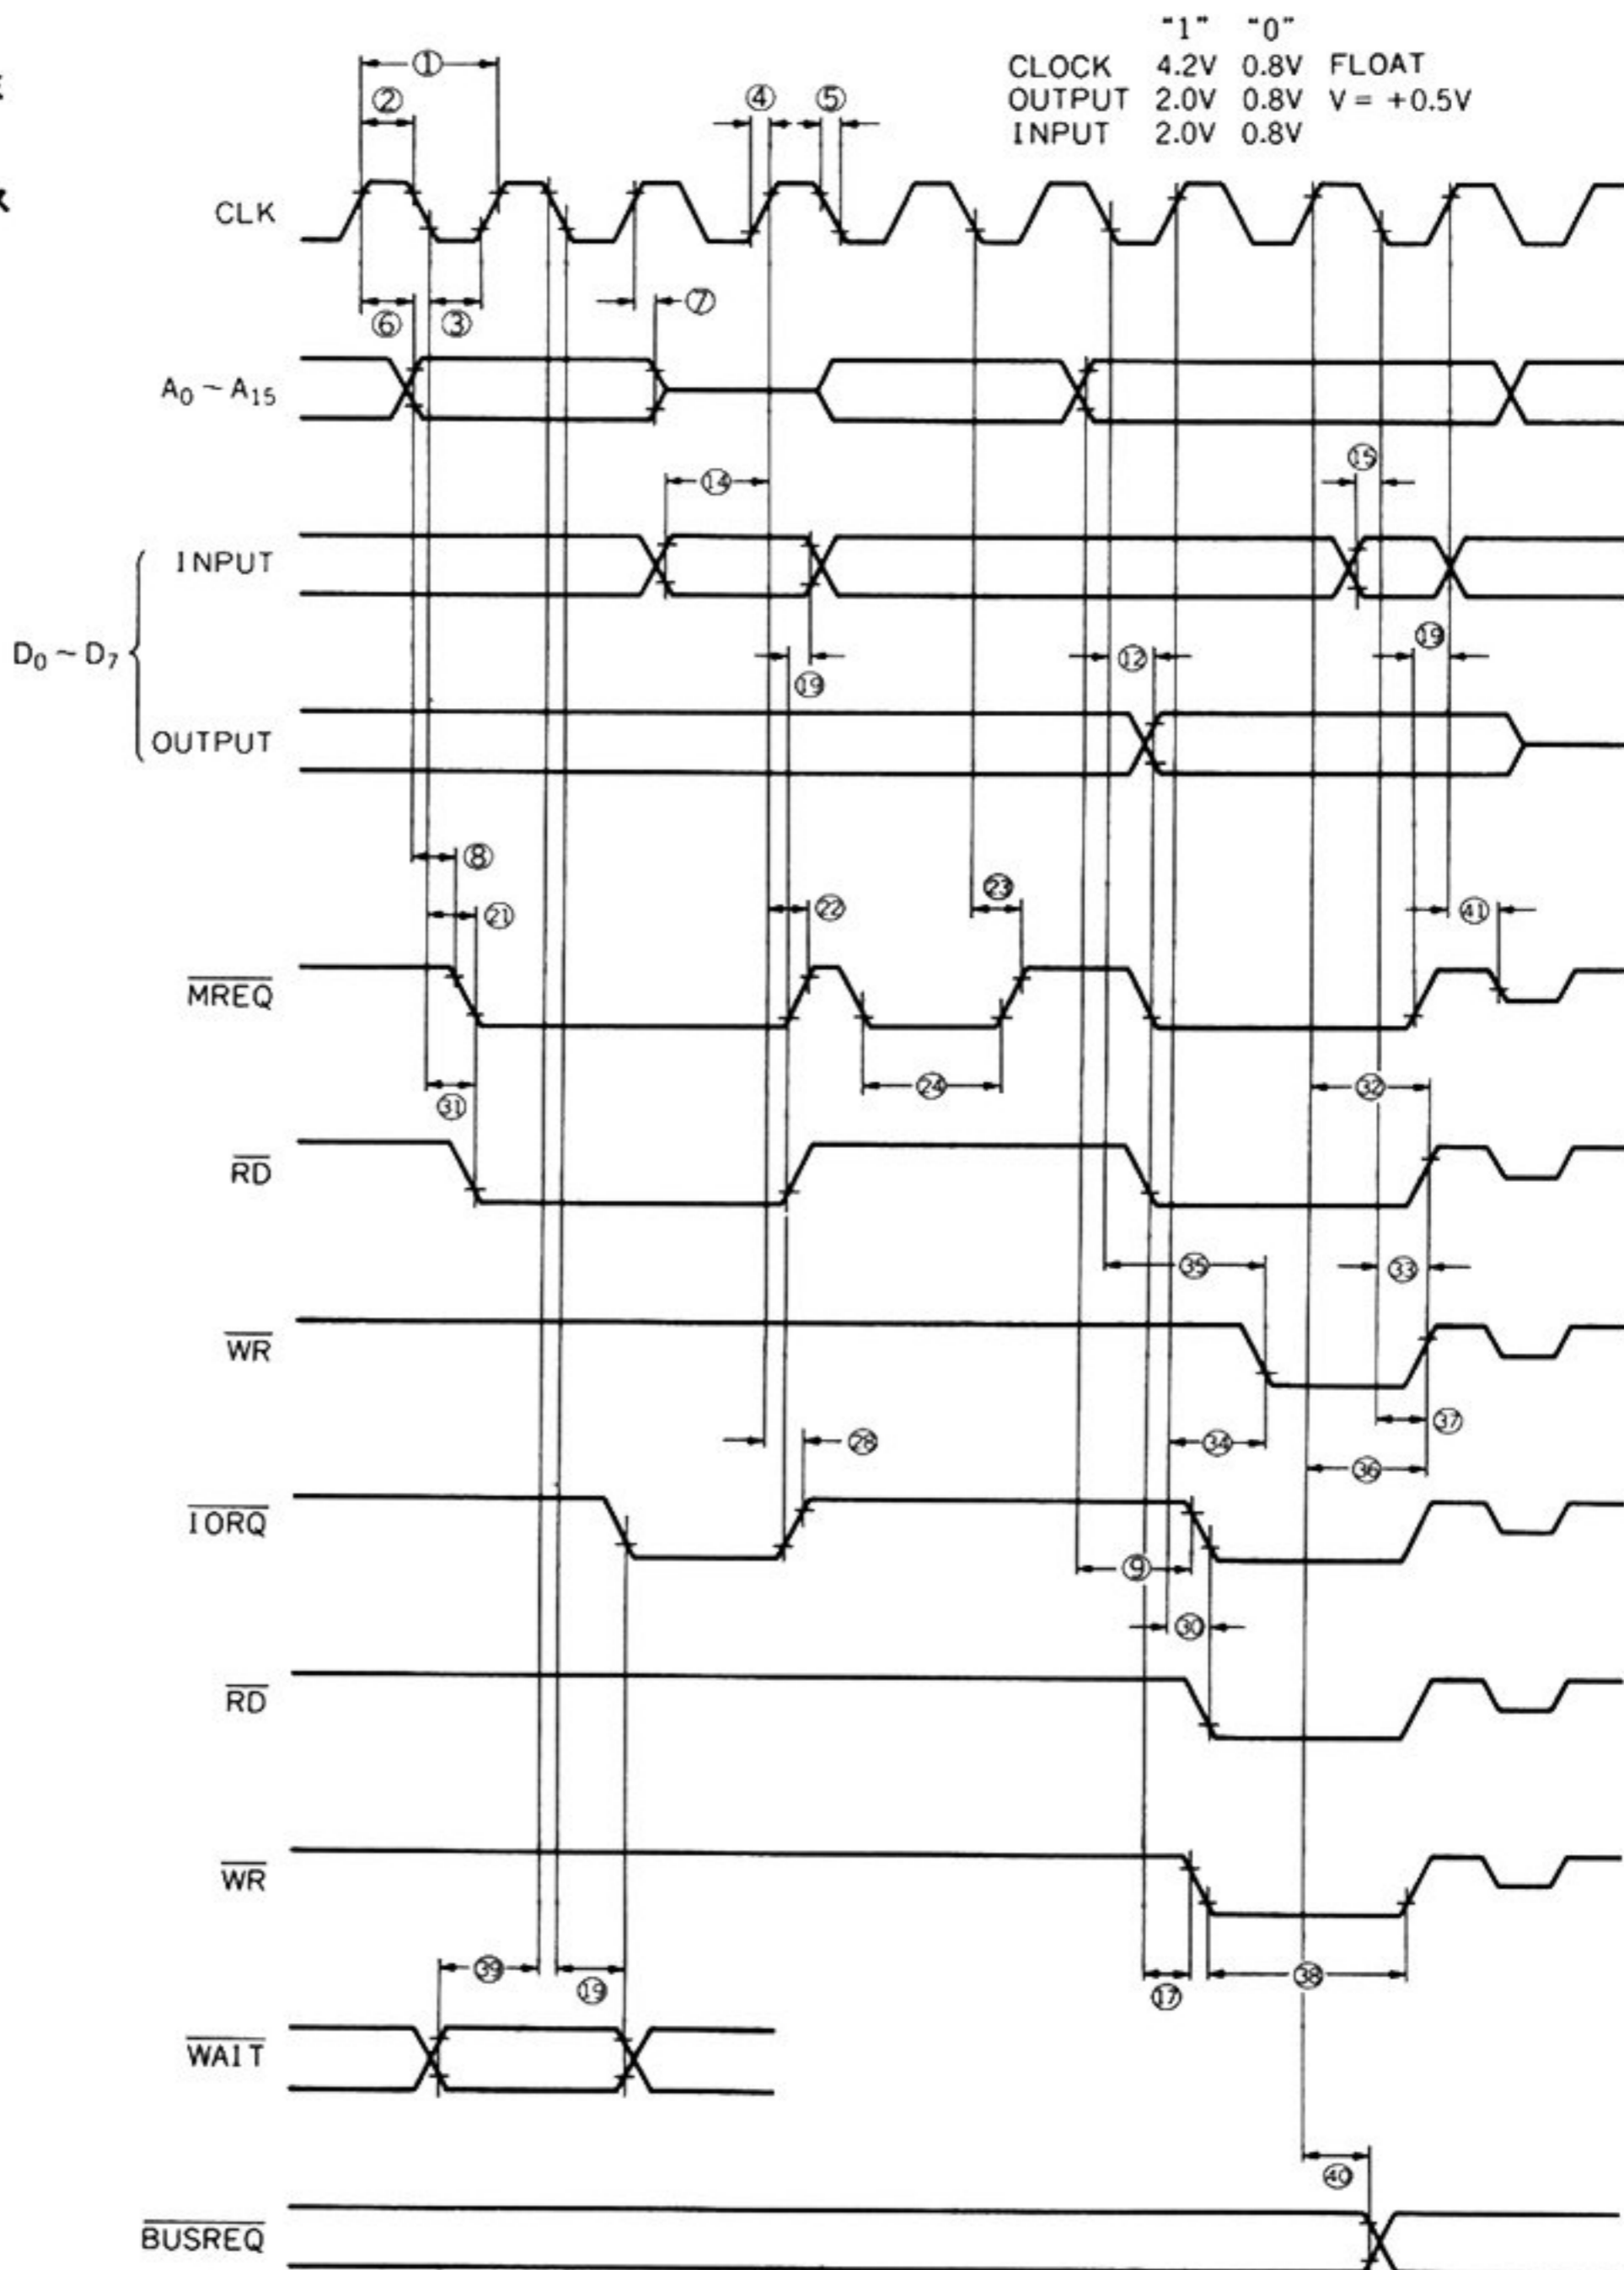 "1" "0"
CLOCK 4.2V 0.8V FLOAT
OUTPUT 2.0V 0.8V V = +0.5V
INPUT 2.0V 0.8V
①
②
④ ⑤
CLK
⑥ ③ ⑦
A₀ ~ A₁₅
⑮
⑭
INPUT
D₀ ~ D₇
⑲ ⑫ ⑲
OUTPUT
⑧
㉑ ㉒ ㉓ ㊶
MREQ
㉛ ㉔ ㉜
RD
㉟ ㉝
WR
㉘ ㉞ ㊲
㊱
IORQ
⑨
㉚
RD
WR
㊴ ⑲ ⑰ ㊳
WAIT
㊵
BUSREQ